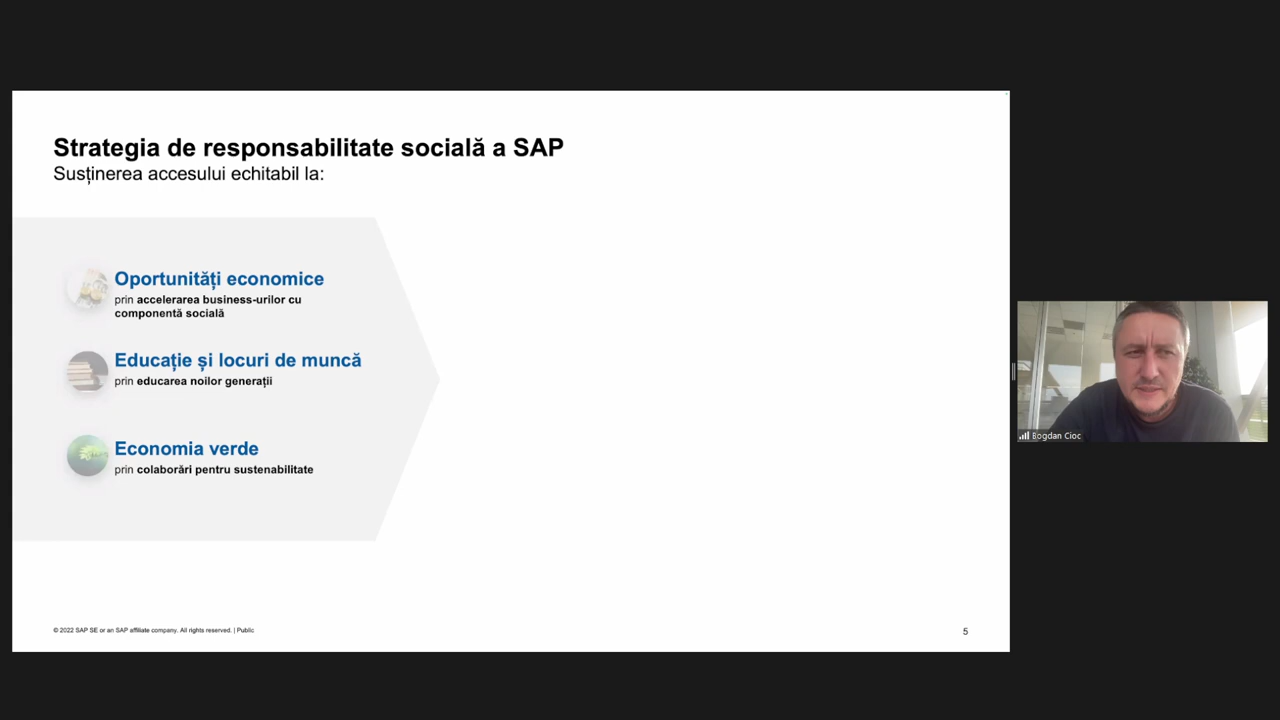 Strategia de responsabilitate socială a SAP
Susținerea accesului echitabil la:
Oportunități economice
prin accelerarea business-urilor cu
componentă socială
Educație și locuri de muncă
prin educarea noilor generații
Economia verde
prin colaborări pentru sustenabilitate
© 2022 SAP SE or an SAP affiliate company. All rights reserved. | Public
5
Bogdan Cioc